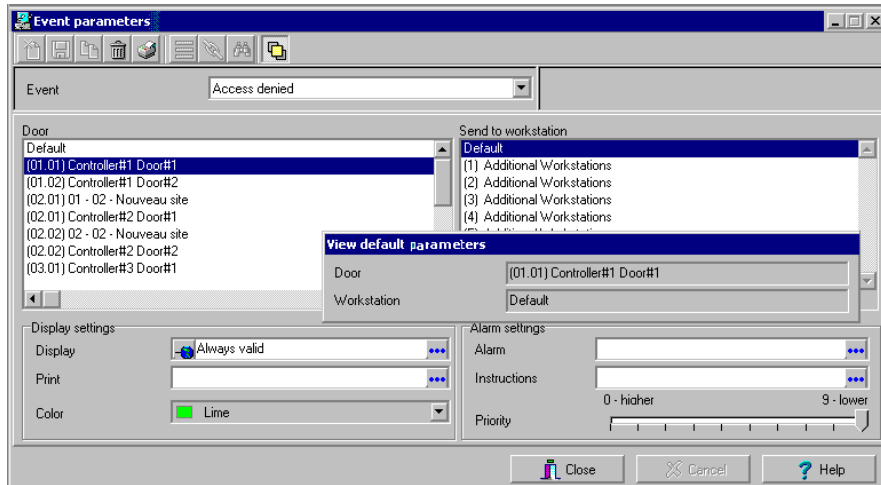 Event parameters
Event
Access denied
Door
Default
(01.01) Controller#1 Door#1
(01.02) Controller#1 Door#2
(02.01) 01 - 02 - Nouveau site
(02.01) Controller#2 Door#1
(02.02) 02 - 02 - Nouveau site
(02.02) Controller#2 Door#2
(03.01) Controller#3 Door#1
Send to workstation
Default
(1) Additional Workstations
(2) Additional Workstations
(3) Additional Workstations
(4) Additional Workstations
View default parameters
Door
(01.01) Controller#1 Door#1
Workstation
Default
Display settings
Display
Always valid
Print
Color
Lime
Alarm settings
Alarm
Instructions
0 - higher
9 - lower
Priority
Close
Cancel
Help